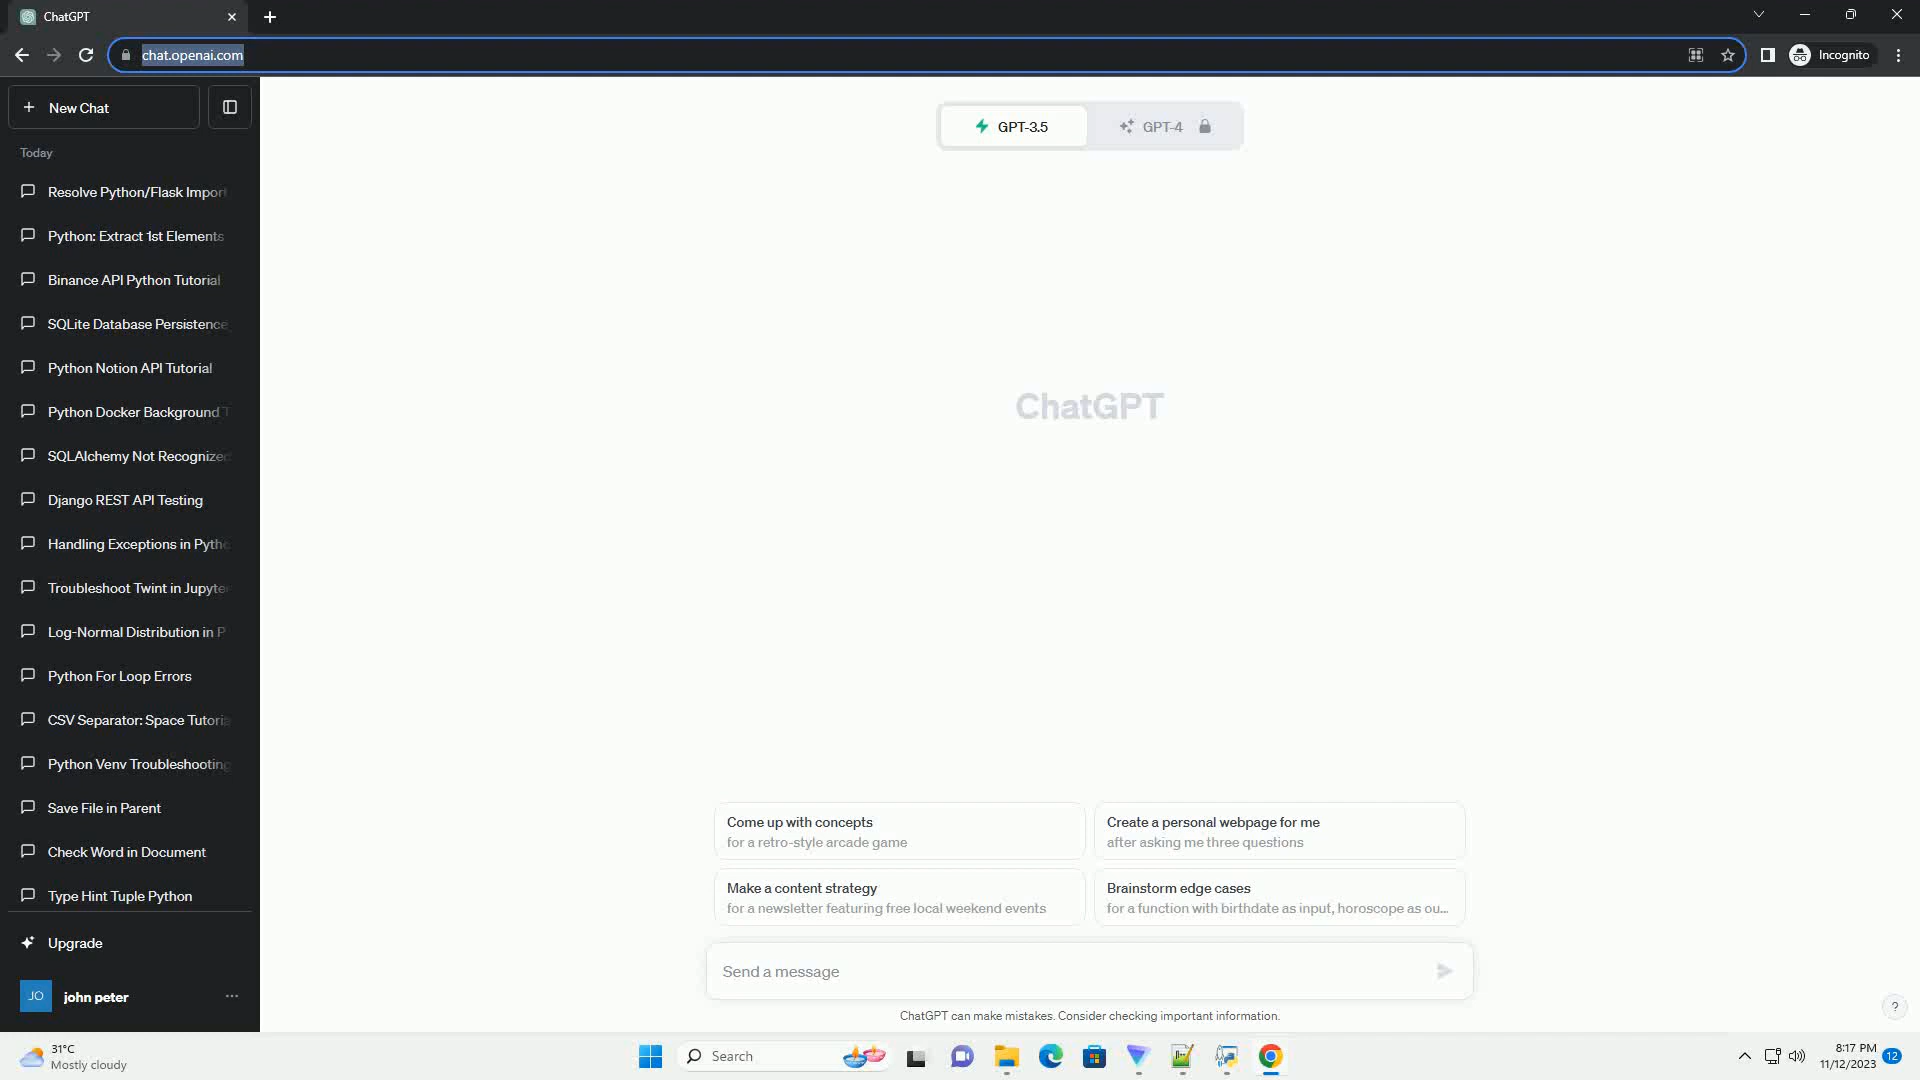 ChatGPT
chat.openai.com
Incognito
New Chat
GPT-3.5
GPT-4
Today
Resolve Python/Flask Import
Python: Extract 1st Elements
Binance API Python Tutorial
SQLite Database Persistence
Python Notion API Tutorial
Python Docker Background T
SQLAlchemy Not Recognized
Django REST API Testing
Handling Exceptions in Pytho
Troubleshoot Twint in Jupyter
Log-Normal Distribution in P
Python For Loop Errors
CSV Separator: Space Tutoria
Python Venv Troubleshooting
Save File in Parent
Check Word in Document
Type Hint Tuple Python
Upgrade
JO john peter
ChatGPT
Come up with concepts
for a retro-style arcade game
Create a personal webpage for me
after asking me three questions
Make a content strategy
for a newsletter featuring free local weekend events
Brainstorm edge cases
for a function with birthdate as input, horoscope as ou...
Send a message
ChatGPT can make mistakes. Consider checking important information.
?
31°C
Mostly cloudy
Search
8:17 PM
11/12/2023
12